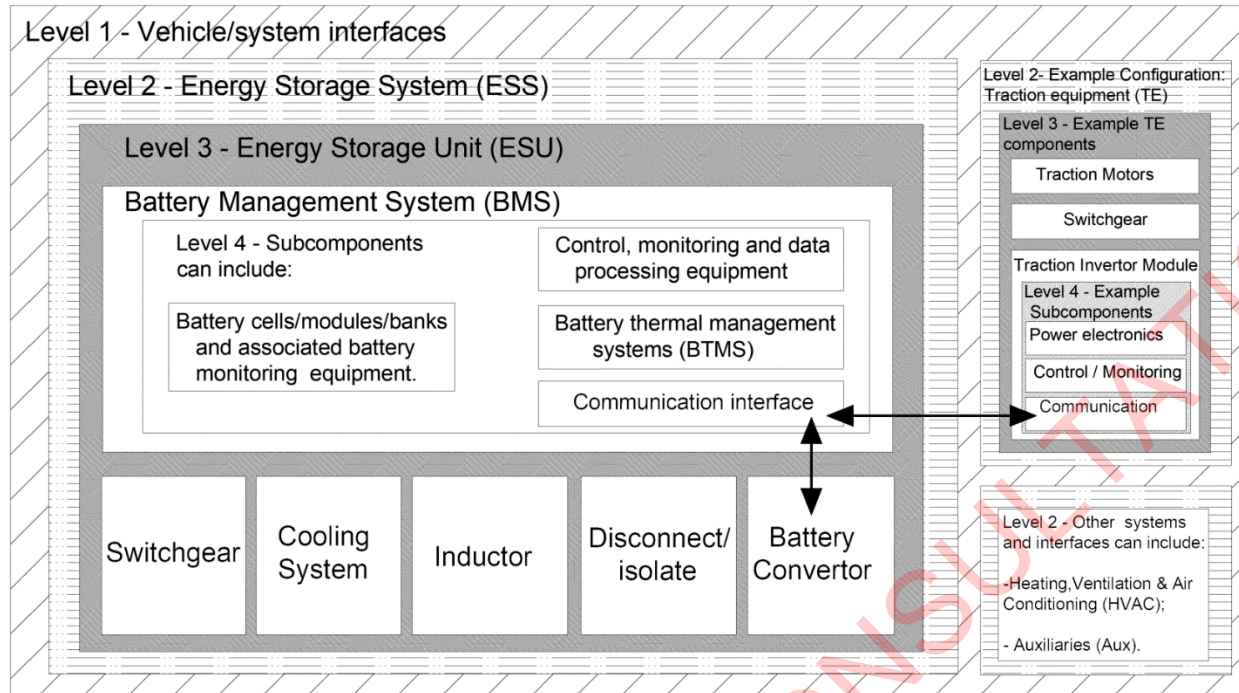 Level 1 - Vehicle/system interfaces
Level 2 - Energy Storage System (ESS)
Level 3 - Energy Storage Unit (ESU)
Battery Management System (BMS)
Level 4 - Subcomponents
can include:
Battery cells/modules/banks
and associated battery
monitoring equipment.
Control, monitoring and data
processing equipment
Battery thermal management
systems (BTMS)
Communication interface
Switchgear
Cooling
System
Inductor
Disconnect/
isolate
Battery
Convertor
Level 2- Example Configuration:
Traction equipment (TE)
Level 3 - Example TE
components
Traction Motors
Switchgear
Traction Invertor Module
Level 4 - Example
Subcomponents
Power electronics
Control / Monitoring
Communication
Level 2 - Other systems
and interfaces can include:
-Heating,Ventilation & Air
Conditioning (HVAC);
- Auxiliaries (Aux).